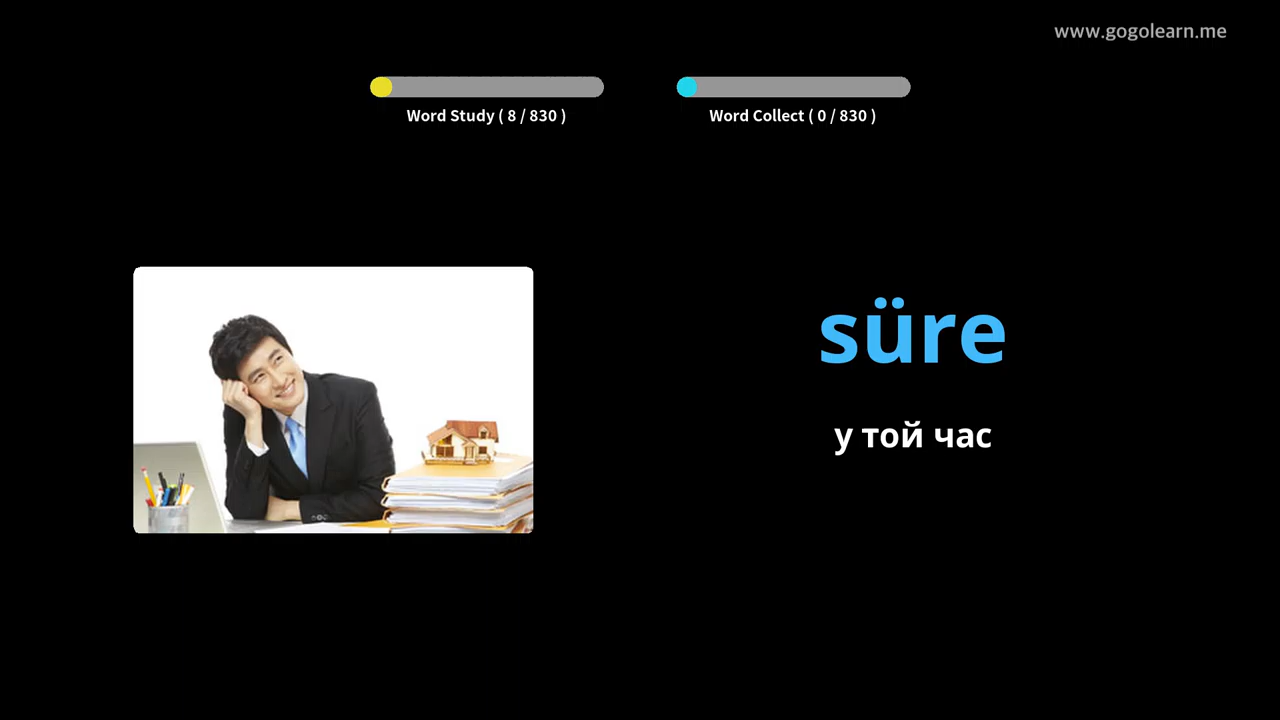 www.gogolearn.me
Word Study ( 8 / 830 )
Word Collect ( 0 / 830 )
süre
у той час